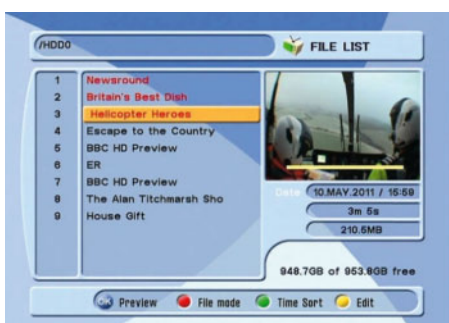 /HDD0
FILE LIST
1 Newsround
2 Britain's Best Dish
3 Helicopter Heroes
4 Escape to the Country
5 BBC HD Preview
6 ER
7 BBC HD Preview
8 The Alan Titchmarsh Sho
9 House Gift
Date 10.MAY.2011 / 15:59
3m 5s
210.5MB
948.7GB of 953.8GB free
OK Preview File mode Time Sort Edit